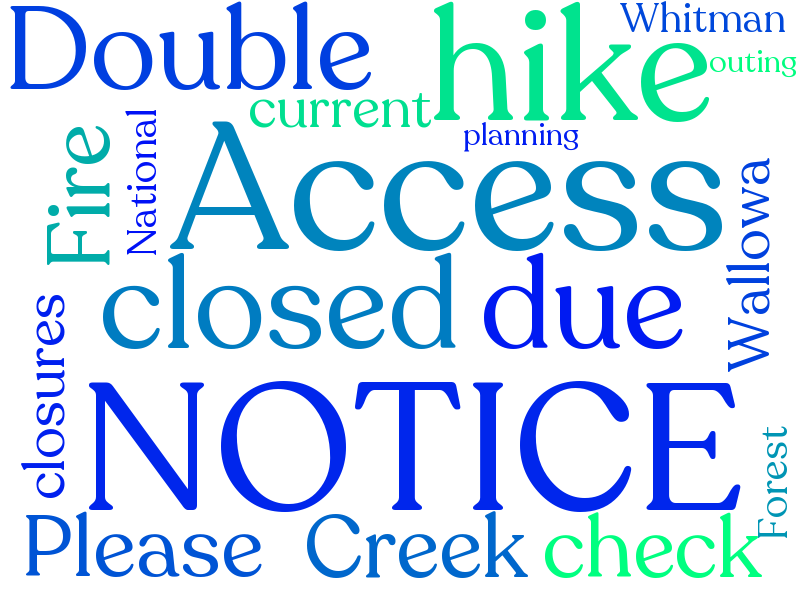 Double hike Whitman
outing
current
planning
Fire National Access Wallowa
closed due
closures NOTICE Forest
Please Creek check